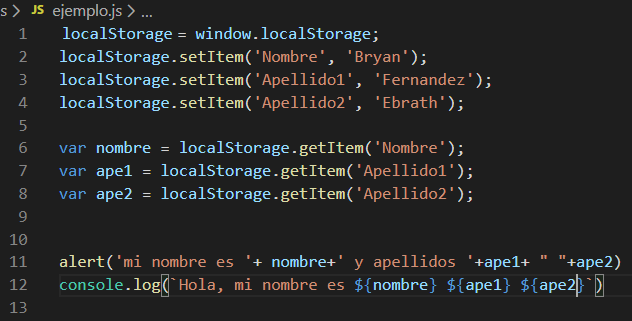 s > JS ejemplo.js > ...
1 localStorage = window.localStorage;
2 localStorage.setItem('Nombre', 'Bryan');
3 localStorage.setItem('Apellido1', 'Fernandez');
4 localStorage.setItem('Apellido2', 'Ebrath');
5
6 var nombre = localStorage.getItem('Nombre');
7 var ape1 = localStorage.getItem('Apellido1');
8 var ape2 = localStorage.getItem('Apellido2');
9
10
11 alert('mi nombre es '+ nombre+' y apellidos '+ape1+ " "+ape2)
12 console.log(`Hola, mi nombre es ${nombre} ${ape1} ${ape2}`)
13